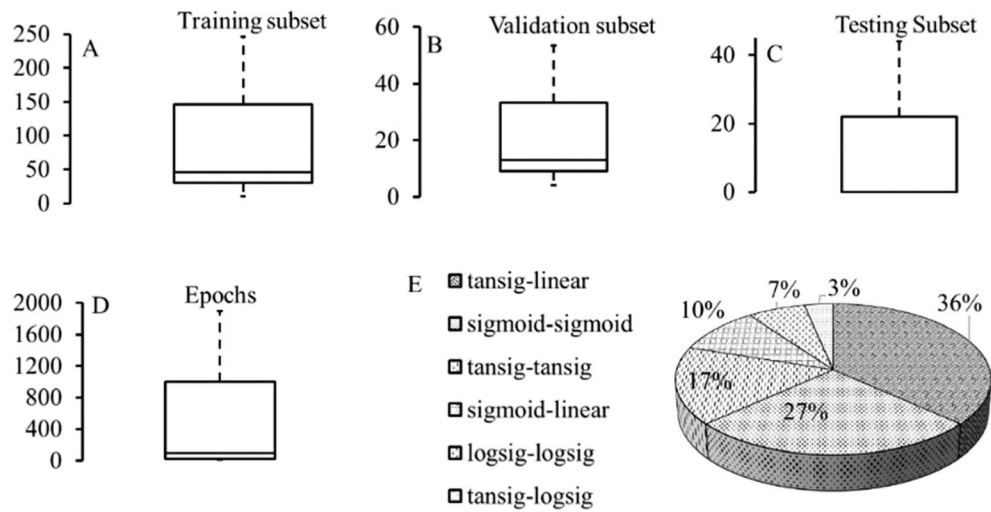 A
Training subset
250
200
150
100
50
0
B
Validation subset
60
40
20
0
C
Testing Subset
40
20
0
D
Epochs
2000
1600
1200
800
400
0
E
tansig-linear
sigmoid-sigmoid
tansig-tansig
sigmoid-linear
logsig-logsig
tansig-logsig
36%
27%
17%
10%
7%
3%